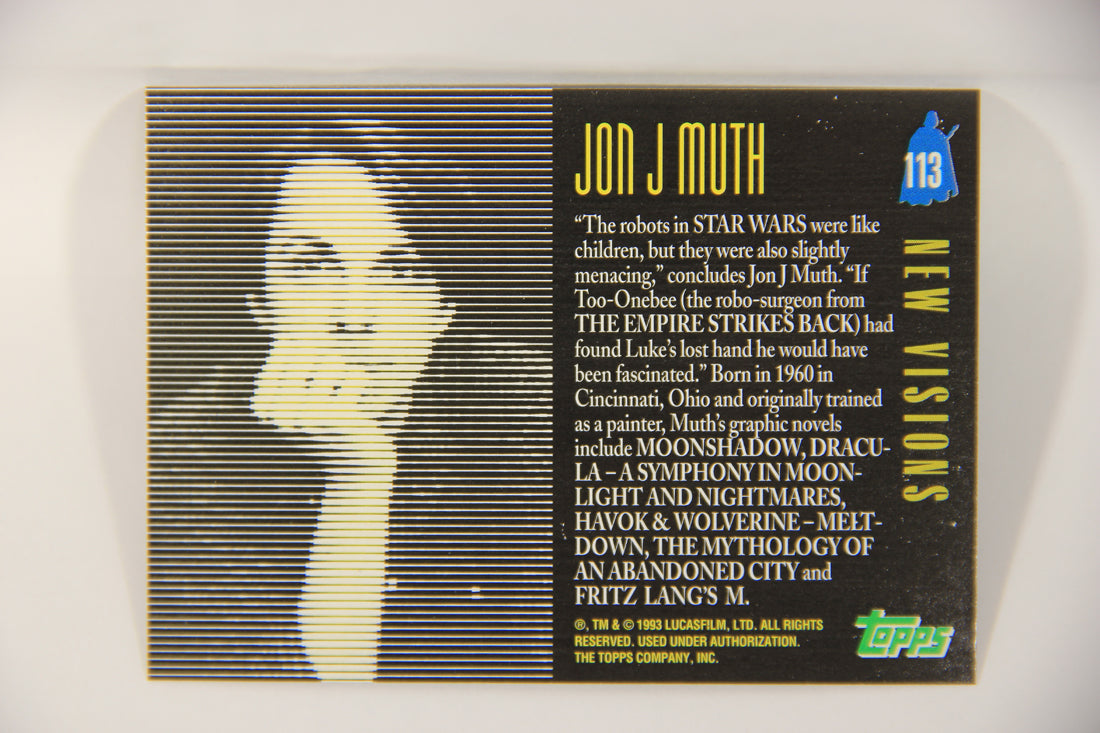 JON J MUTH
113
"The robots in STAR WARS were like
children, but they were also slightly
menacing," concludes Jon J Muth. "If
Too-Onebee (the robo-surgeon from
THE EMPIRE STRIKES BACK) had
found Luke's lost hand he would have
been fascinated." Born in 1960 in
Cincinnati, Ohio and originally trained
as a painter, Muth's graphic novels
include MOONSHADOW, DRACU-
LA – A SYMPHONY IN MOON-
LIGHT AND NIGHTMARES,
HAVOK & WOLVERINE – MELT-
DOWN, THE MYTHOLOGY OF
AN ABANDONED CITY and
FRITZ LANG'S M.
NEW VISIONS
®, TM & © 1993 LUCASFILM, LTD. ALL RIGHTS
RESERVED. USED UNDER AUTHORIZATION.
THE TOPPS COMPANY, INC.
topps